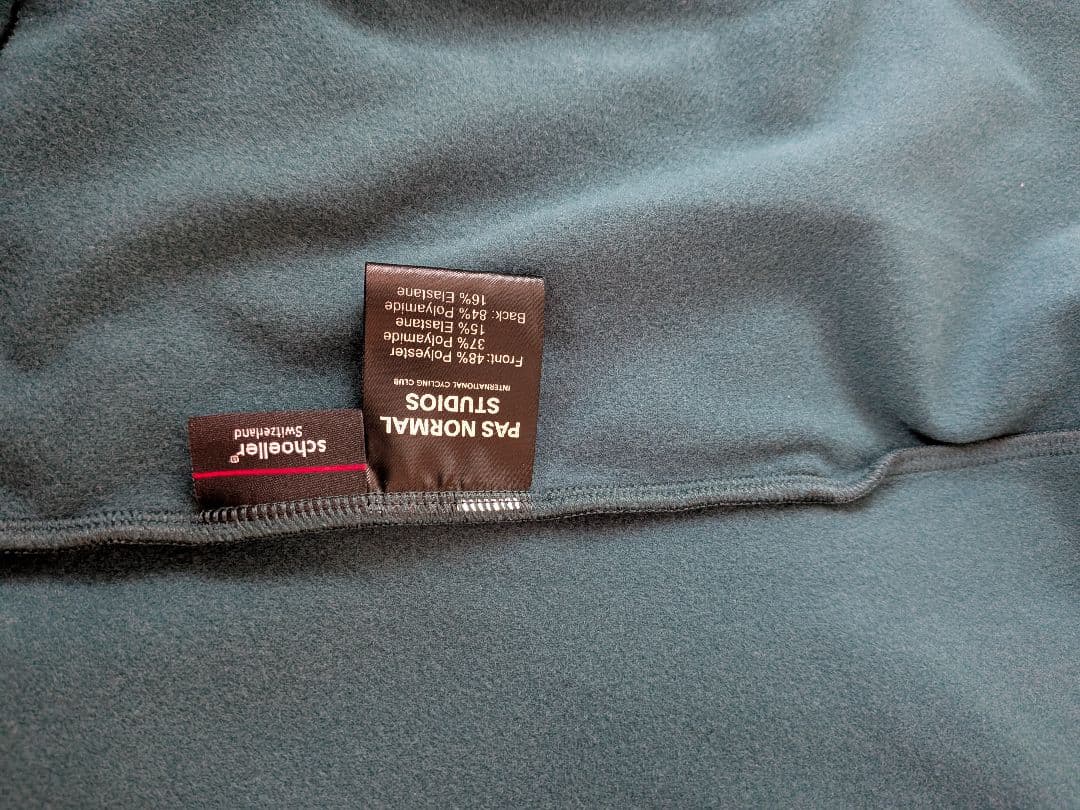 PAS NORMAL
STUDIOS
INTERNATIONAL CYCLING CLUB
Front: 48% Polyester
37% Polyamide
15% Elastane
Back: 84% Polyamide
16% Elastane
schoeller®
Switzerland